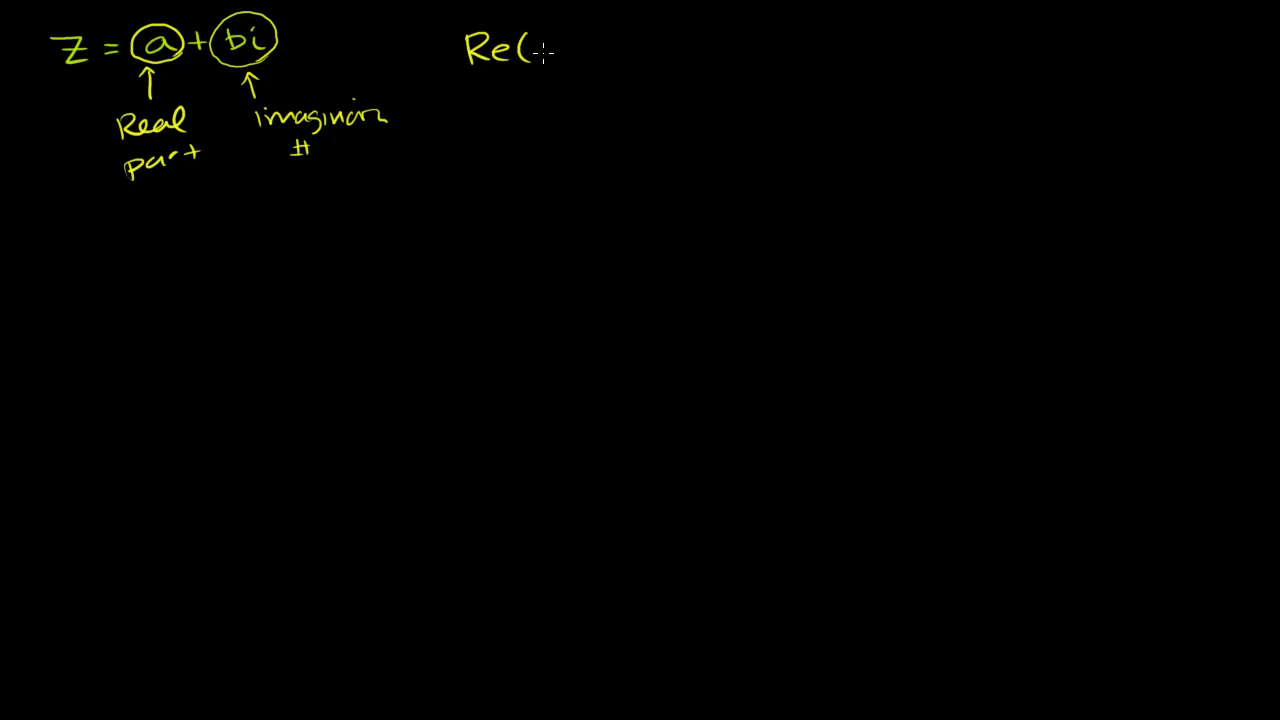 z = a + bi
Re(
Real
part
imaginary
#